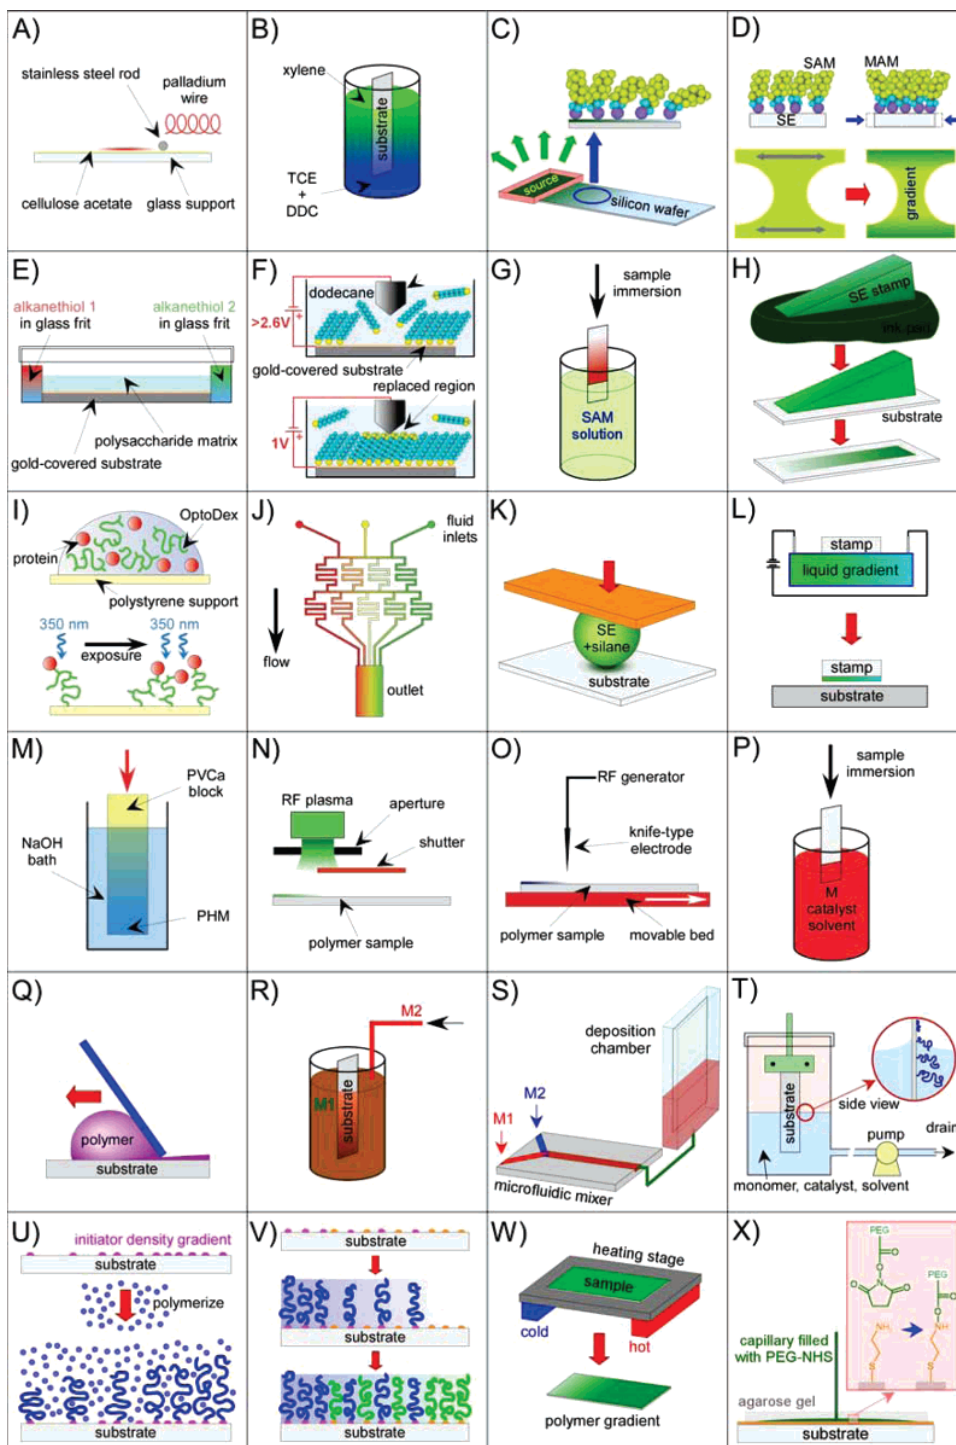 A)
stainless steel rod
palladium
wire
cellulose acetate
glass support
B)
xylene
substrate
TCE
+
DDC
C)
source
silicon wafer
D)
SAM
MAM
SE
gradient
E)
alkanethiol 1
in glass frit
alkanethiol 2
in glass frit
polysaccharide matrix
gold-covered substrate
F)
dodecane
>2.6V
gold-covered substrate
replaced region
1V
G)
sample
immersion
SAM
solution
H)
SE stamp
ink-pad
substrate
I)
OptoDex
protein
polystyrene support
350 nm
350 nm
exposure
J)
fluid
inlets
flow
outlet
K)
SE
+silane
substrate
L)
stamp
liquid gradient
stamp
substrate
M)
PVCa
block
NaOH
bath
PHM
N)
RF plasma
aperture
shutter
polymer sample
O)
RF generator
knife-type
electrode
polymer sample
movable bed
P)
sample
immersion
M
catalyst
solvent
Q)
polymer
substrate
R)
M2
M1
substrate
S)
deposition
chamber
M2
M1
microfluidic mixer
T)
substrate
side view
pump
drain
monomer, catalyst, solvent
U)
initiator density gradient
substrate
polymerize
substrate
V)
substrate
substrate
substrate
W)
heating stage
sample
cold
hot
polymer gradient
X)
PEG
O
O
N
O
O
PEG
O
O
NH₂
NH
S
S
capillary filled
with PEG-NHS
agarose gel
substrate